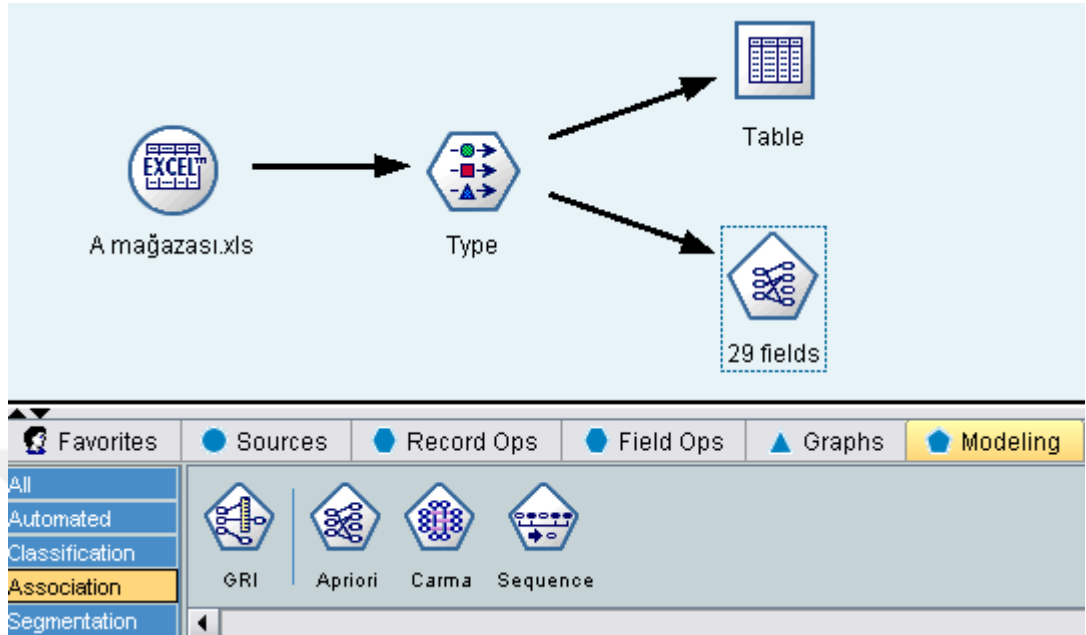 Table
EXCEL™
A mağazası.xls
Type
29 fields
Favorites
Sources
Record Ops
Field Ops
Graphs
Modeling
All
Automated
Classification
Association
Segmentation
GRI
Apriori
Carma
Sequence